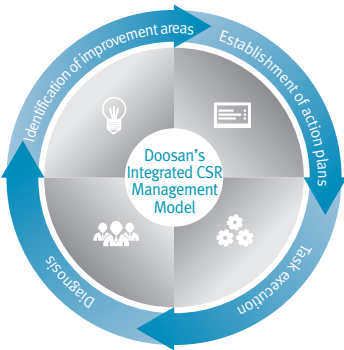 Identification of improvement areas
Establishment of action plans
Doosan's
Integrated CSR
Management
Model
Diagnosis
Task execution